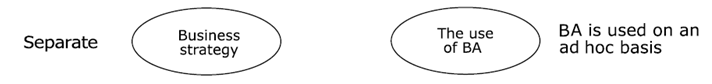 Separate
Business
strategy
The use
of BA
BA is used on an
ad hoc basis